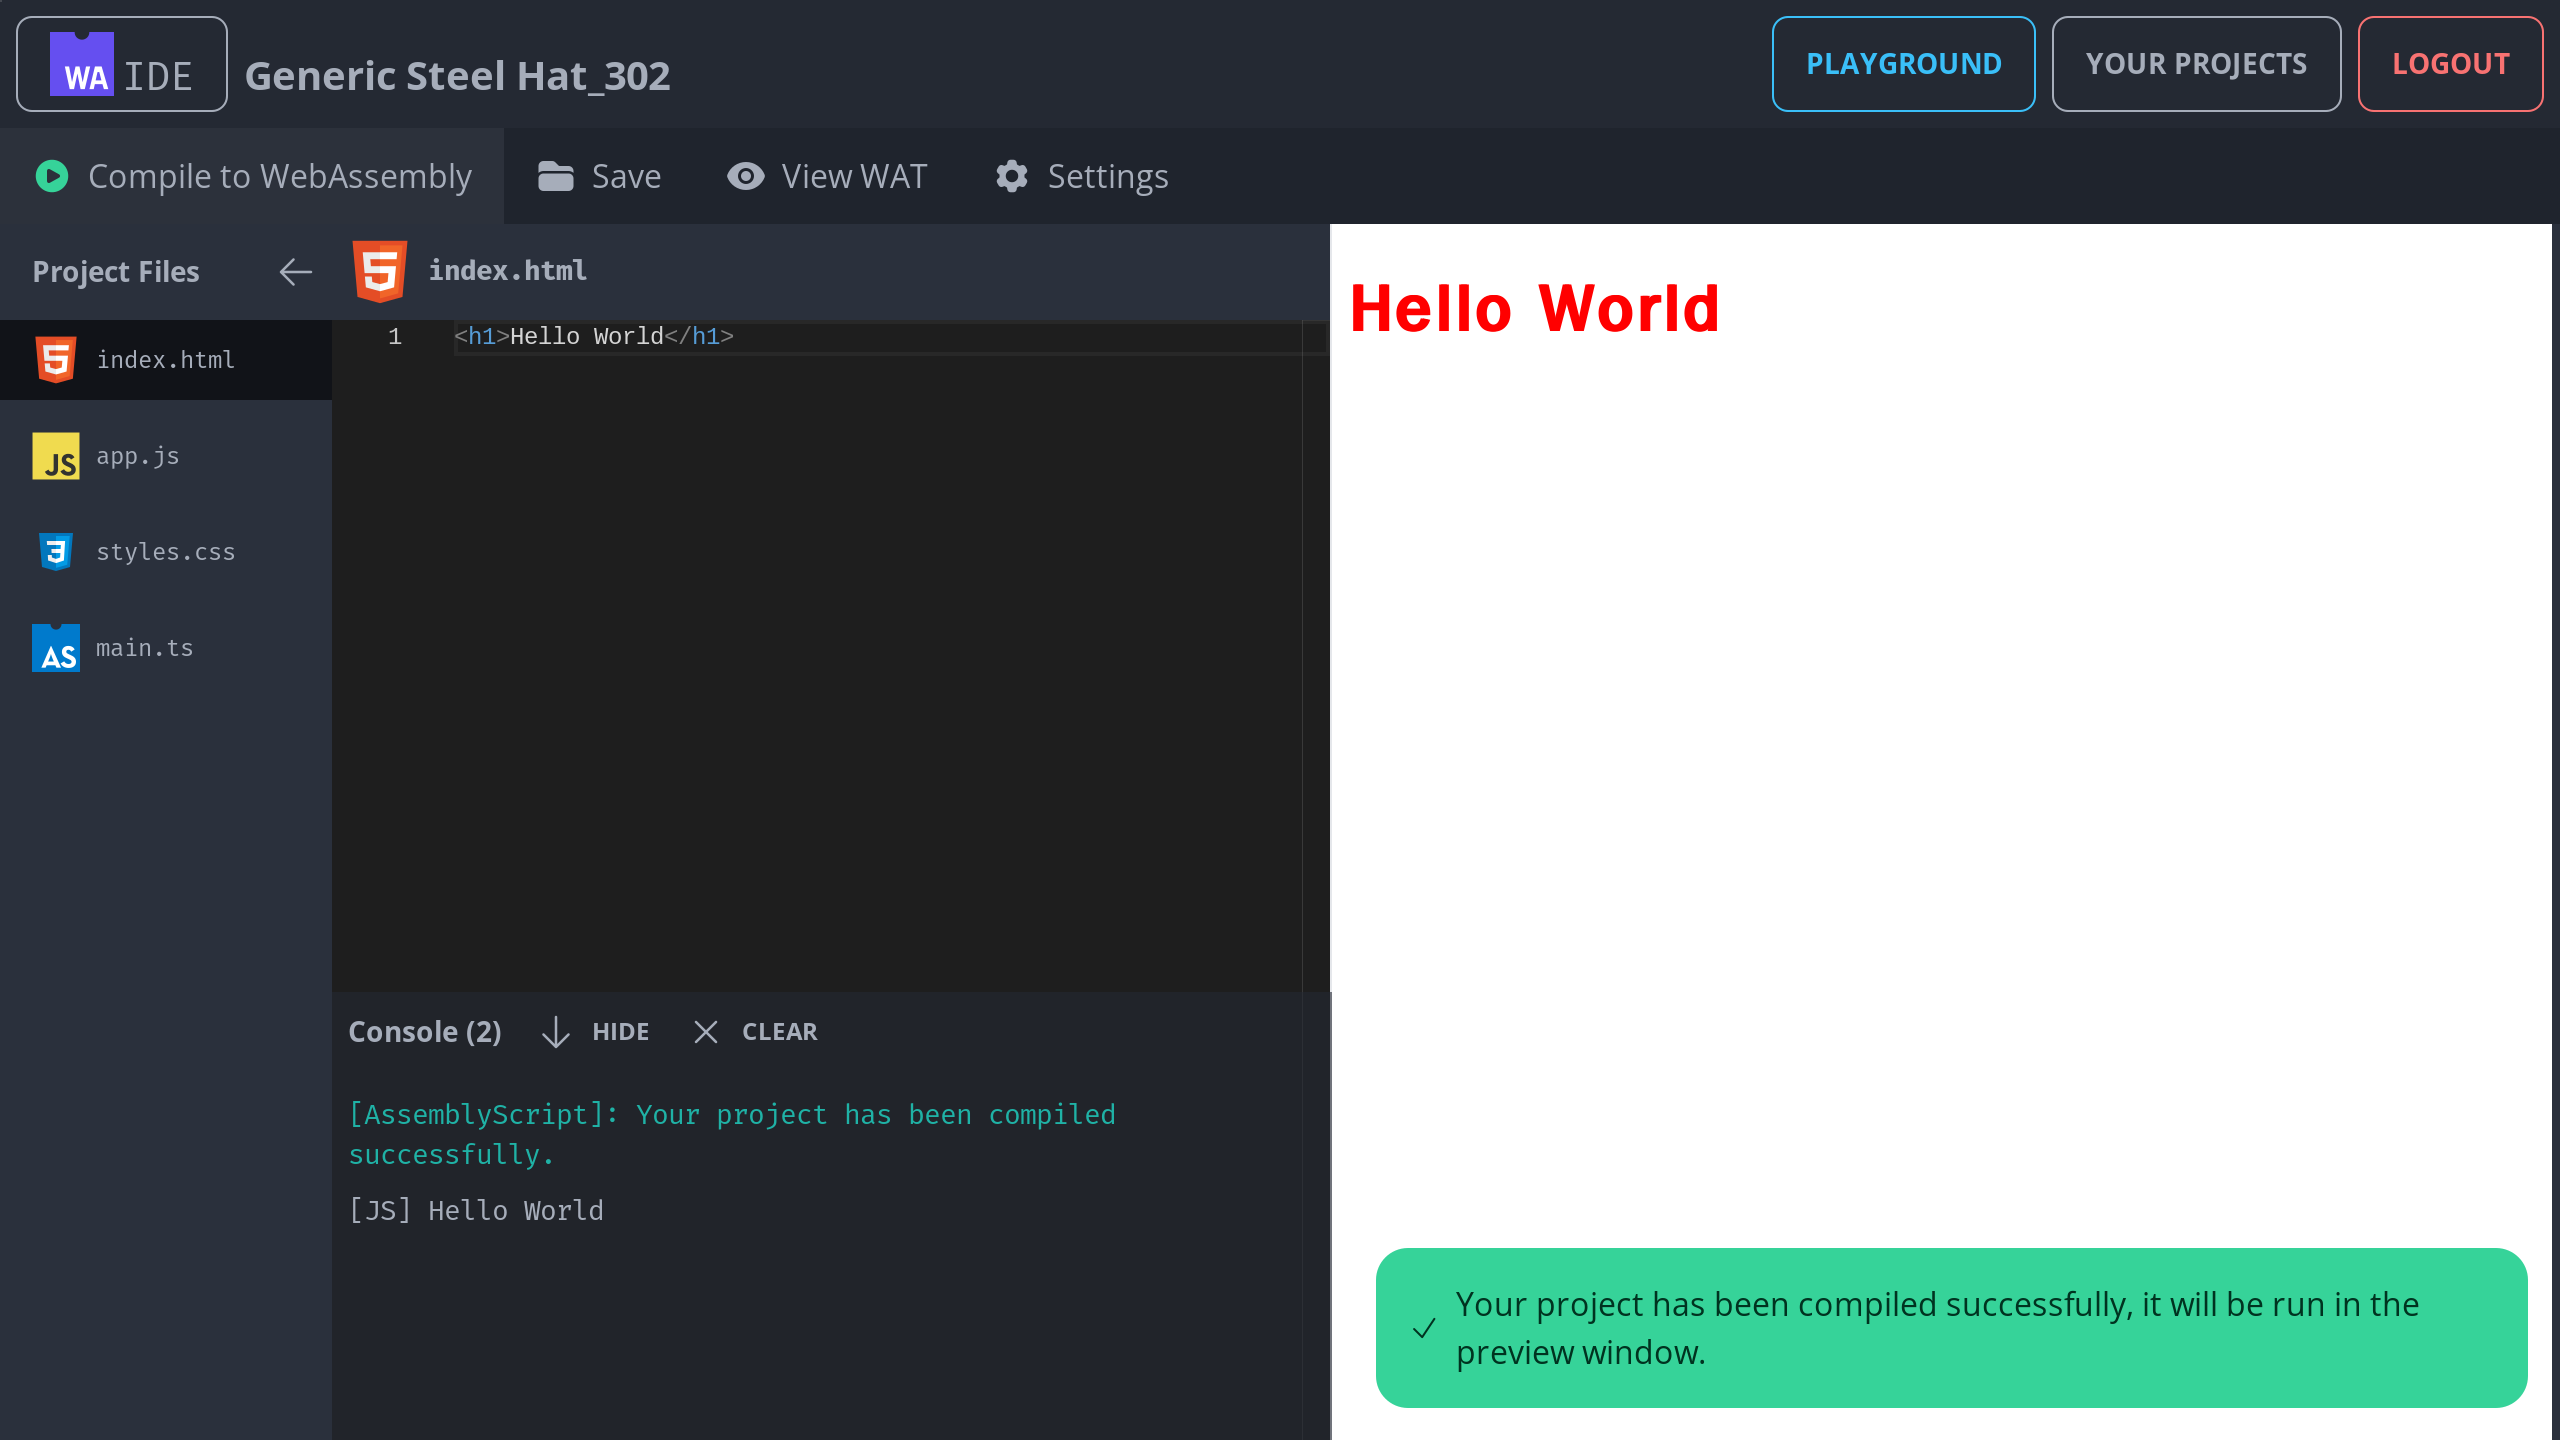 WA IDE
Generic Steel Hat_302
PLAYGROUND
YOUR PROJECTS
LOGOUT
Compile to WebAssembly
Save
View WAT
Settings
Project Files
index.html
JS app.js
styles.css
AS main.ts
index.html
1 <h1>Hello World</h1>
Console (2)
HIDE
CLEAR
[AssemblyScript]: Your project has been compiled
successfully.
[JS] Hello World
Hello World
Your project has been compiled successfully, it will be run in the
preview window.